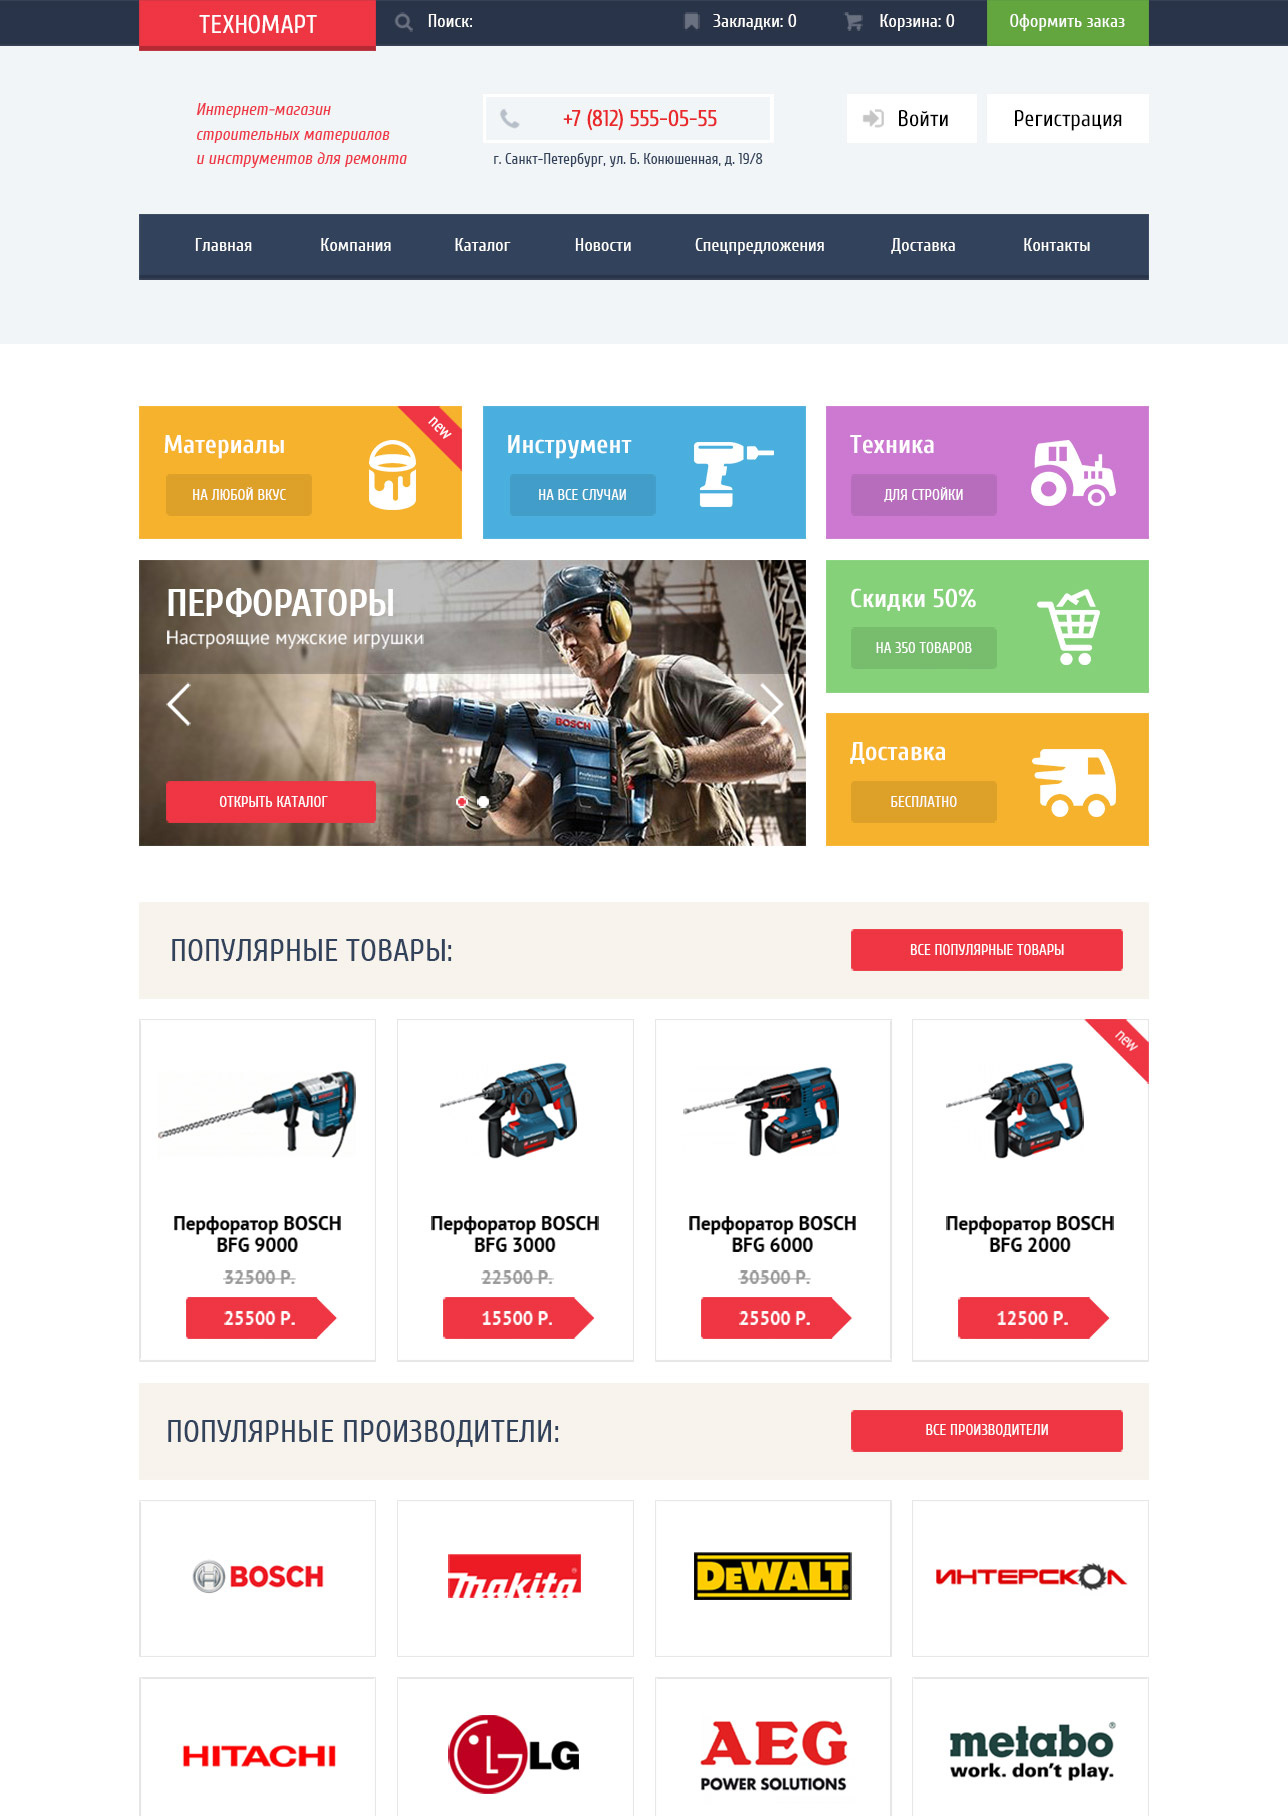 ТЕХНОМАРТ
Поиск:
Закладки: 0
Корзина: 0
Оформить заказ
Интернет-магазин
строительных материалов
и инструментов для ремонта
+7 (812) 555-05-55
г. Санкт-Петербург, ул. Б. Конюшенная, д. 19/8
Войти
Регистрация
Главная
Компания
Каталог
Новости
Спецпредложения
Доставка
Контакты
Материалы
new
НА ЛЮБОЙ ВКУС
Инструмент
НА ВСЕ СЛУЧАИ
Техника
ДЛЯ СТРОЙКИ
ПЕРФОРАТОРЫ
Настроящие мужские игрушки
BOSCH
Professional
ОТКРЫТЬ КАТАЛОГ
Скидки 50%
НА 350 ТОВАРОВ
Доставка
БЕСПЛАТНО
ПОПУЛЯРНЫЕ ТОВАРЫ:
ВСЕ ПОПУЛЯРНЫЕ ТОВАРЫ
Перфоратор BOSCH
BFG 9000
32500 Р.
25500 Р.
Перфоратор BOSCH
BFG 3000
22500 Р.
15500 Р.
Перфоратор BOSCH
BFG 6000
30500 Р.
25500 Р.
new
Перфоратор BOSCH
BFG 2000
12500 Р.
ПОПУЛЯРНЫЕ ПРОИЗВОДИТЕЛИ:
ВСЕ ПРОИЗВОДИТЕЛИ
BOSCH
makita
DEWALT
ИНТЕРСКОЛ
HITACHI
LG
AEG
POWER SOLUTIONS
metabo
work. don't play.